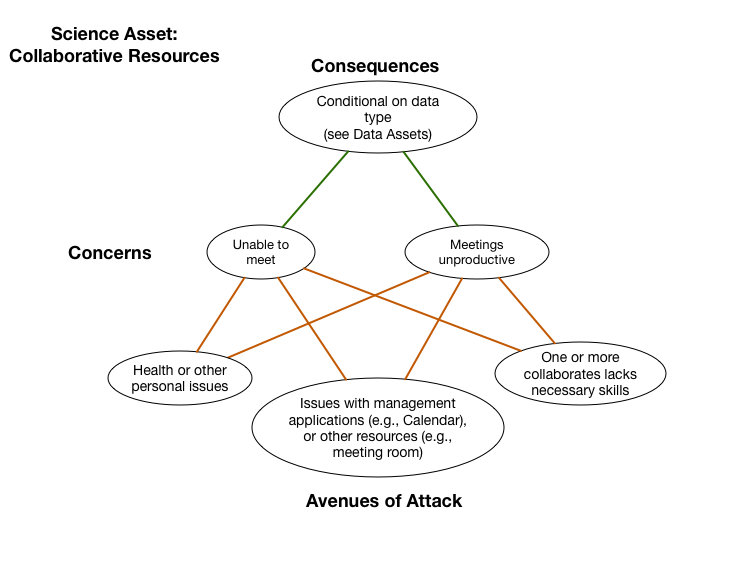 Science Asset:
Collaborative Resources
Consequences
Conditional on data
type
(see Data Assets)
Concerns
Unable to
meet
Meetings
unproductive
Health or other
personal issues
Issues with management
applications (e.g., Calendar),
or other resources (e.g.,
meeting room)
One or more
collaborates lacks
necessary skills
Avenues of Attack